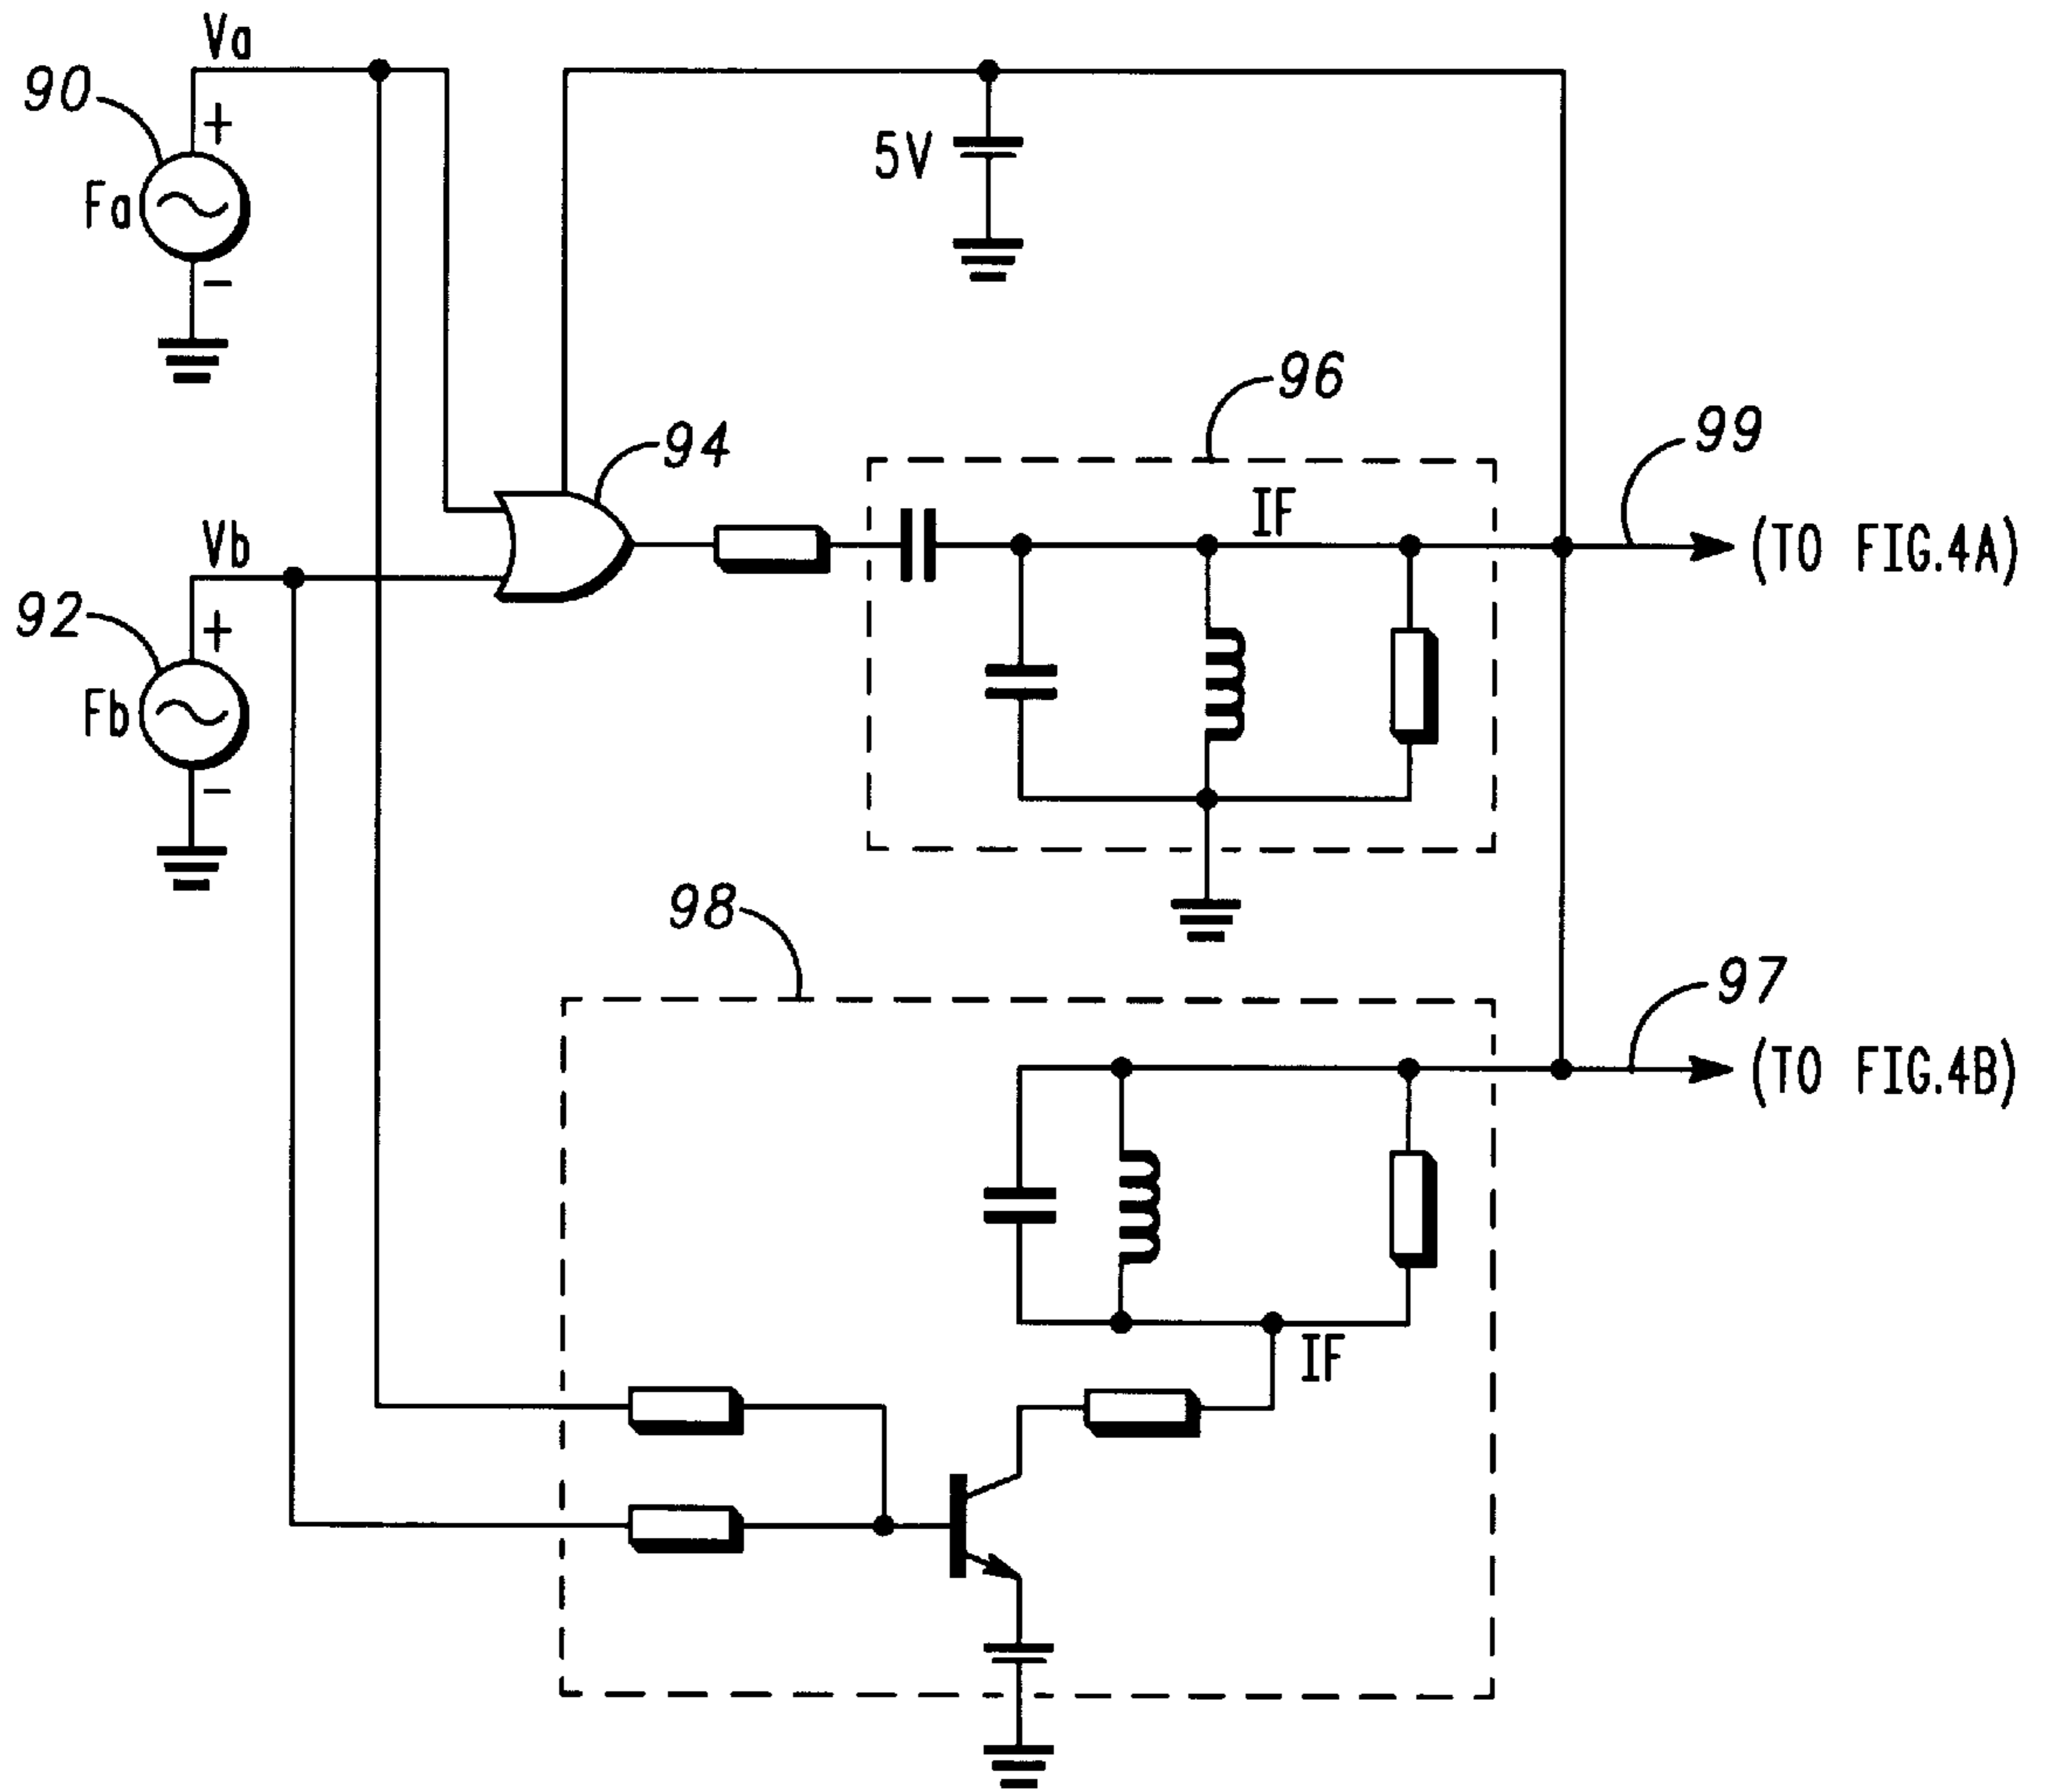 Va
90
+
Fa
−
5V
96
99
94
IF
(TO FIG.4A)
Vb
92
+
Fb
−
98
97
(TO FIG.4B)
IF